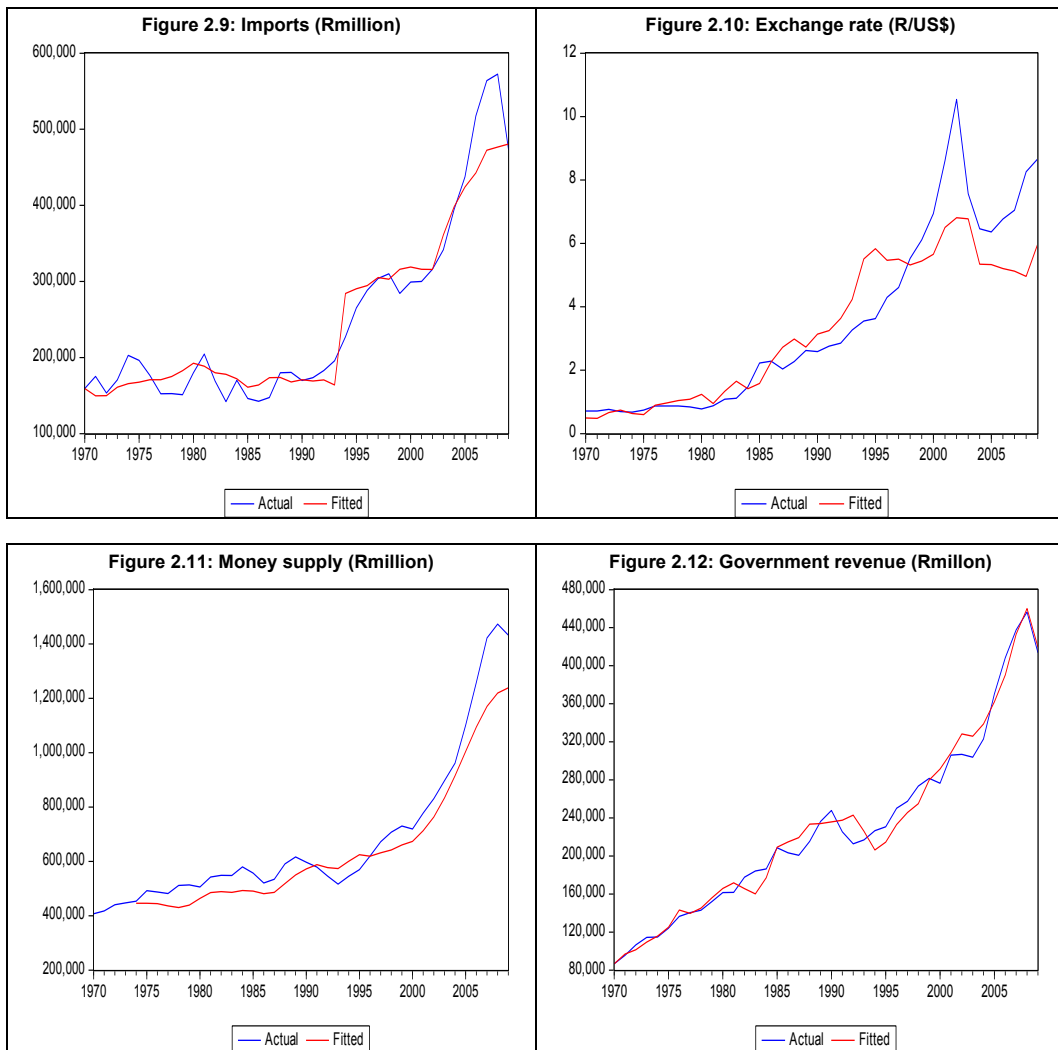 Figure 2.9: Imports (Rmillion)
600,000
500,000
400,000
300,000
200,000
100,000
1970 1975 1980 1985 1990 1995 2000 2005
Actual Fitted
Figure 2.10: Exchange rate (R/US$)
12
10
8
6
4
2
0
1970 1975 1980 1985 1990 1995 2000 2005
Actual Fitted
Figure 2.11: Money supply (Rmillion)
1,600,000
1,400,000
1,200,000
1,000,000
800,000
600,000
400,000
200,000
1970 1975 1980 1985 1990 1995 2000 2005
Actual Fitted
Figure 2.12: Government revenue (Rmillon)
480,000
440,000
400,000
360,000
320,000
280,000
240,000
200,000
160,000
120,000
80,000
1970 1975 1980 1985 1990 1995 2000 2005
Actual Fitted